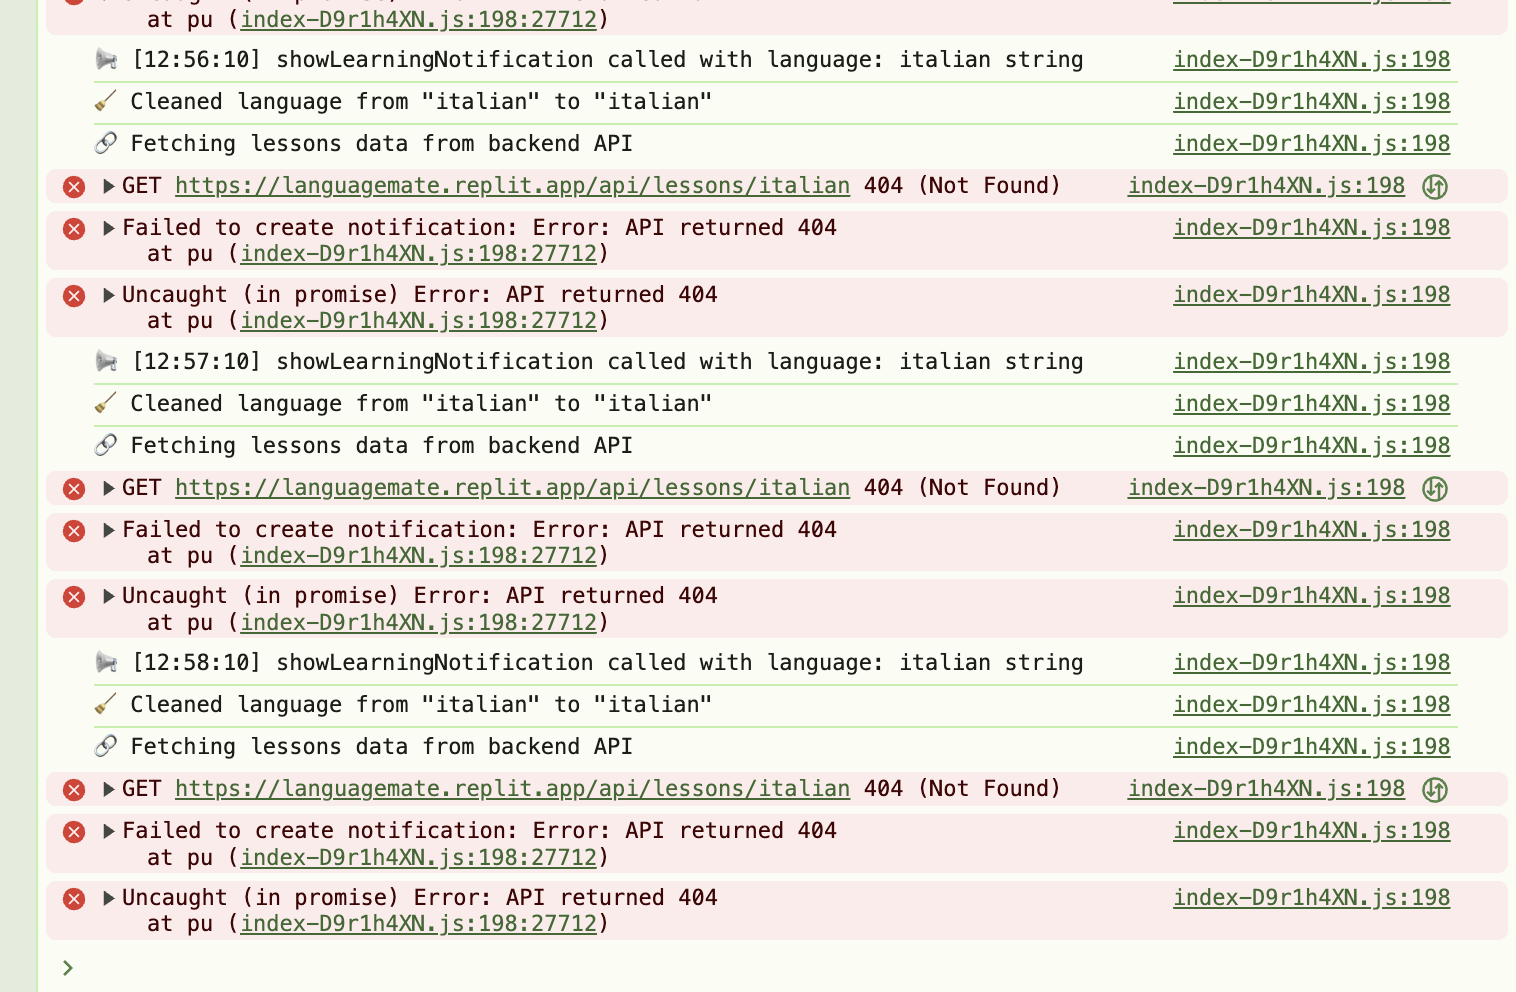 at pu (index-D9r1h4XN.js:198:27712)
[12:56:10] showLearningNotification called with language: italian string index-D9r1h4XN.js:198
Cleaned language from "italian" to "italian" index-D9r1h4XN.js:198
Fetching lessons data from backend API index-D9r1h4XN.js:198
GET https://languagemate.replit.app/api/lessons/italian 404 (Not Found) index-D9r1h4XN.js:198
Failed to create notification: Error: API returned 404 index-D9r1h4XN.js:198
at pu (index-D9r1h4XN.js:198:27712)
Uncaught (in promise) Error: API returned 404 index-D9r1h4XN.js:198
at pu (index-D9r1h4XN.js:198:27712)
[12:57:10] showLearningNotification called with language: italian string index-D9r1h4XN.js:198
Cleaned language from "italian" to "italian" index-D9r1h4XN.js:198
Fetching lessons data from backend API index-D9r1h4XN.js:198
GET https://languagemate.replit.app/api/lessons/italian 404 (Not Found) index-D9r1h4XN.js:198
Failed to create notification: Error: API returned 404 index-D9r1h4XN.js:198
at pu (index-D9r1h4XN.js:198:27712)
Uncaught (in promise) Error: API returned 404 index-D9r1h4XN.js:198
at pu (index-D9r1h4XN.js:198:27712)
[12:58:10] showLearningNotification called with language: italian string index-D9r1h4XN.js:198
Cleaned language from "italian" to "italian" index-D9r1h4XN.js:198
Fetching lessons data from backend API index-D9r1h4XN.js:198
GET https://languagemate.replit.app/api/lessons/italian 404 (Not Found) index-D9r1h4XN.js:198
Failed to create notification: Error: API returned 404 index-D9r1h4XN.js:198
at pu (index-D9r1h4XN.js:198:27712)
Uncaught (in promise) Error: API returned 404 index-D9r1h4XN.js:198
at pu (index-D9r1h4XN.js:198:27712)